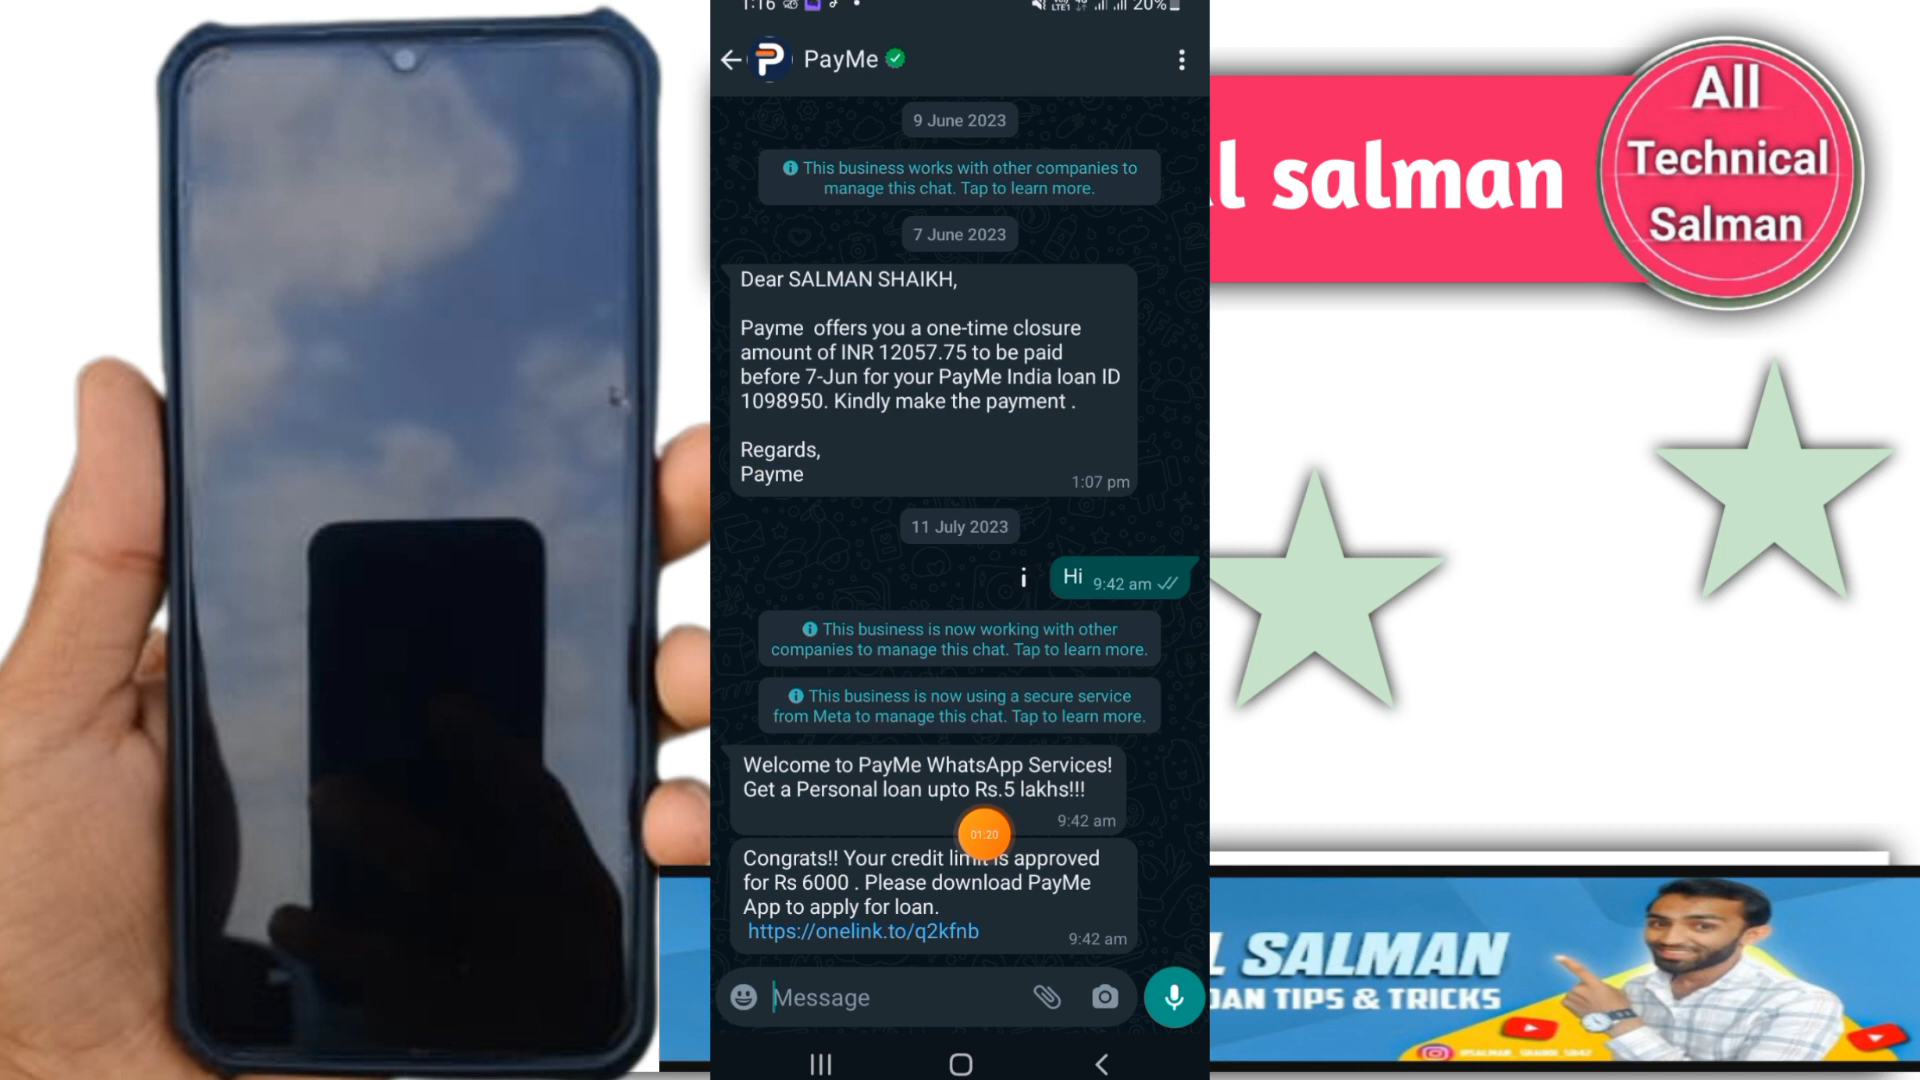 1:16
20%
PayMe
9 June 2023
This business works with other companies to
manage this chat. Tap to learn more.
7 June 2023
Dear SALMAN SHAIKH,
Payme offers you a one-time closure
amount of INR 12057.75 to be paid
before 7-Jun for your PayMe India loan ID
1098950. Kindly make the payment .
Regards,
Payme
1:07 pm
11 July 2023
Hi
9:42 am
This business is now working with other
companies to manage this chat. Tap to learn more.
This business is now using a secure service
from Meta to manage this chat. Tap to learn more.
Welcome to PayMe WhatsApp Services!
Get a Personal loan upto Rs.5 lakhs!!!
9:42 am
01:20
Congrats!! Your credit limit is approved
for Rs 6000 . Please download PayMe
App to apply for loan.
https://onelink.to/q2kfnb
9:42 am
Message
l salman
All
Technical
Salman
L SALMAN
OAN TIPS & TRICKS